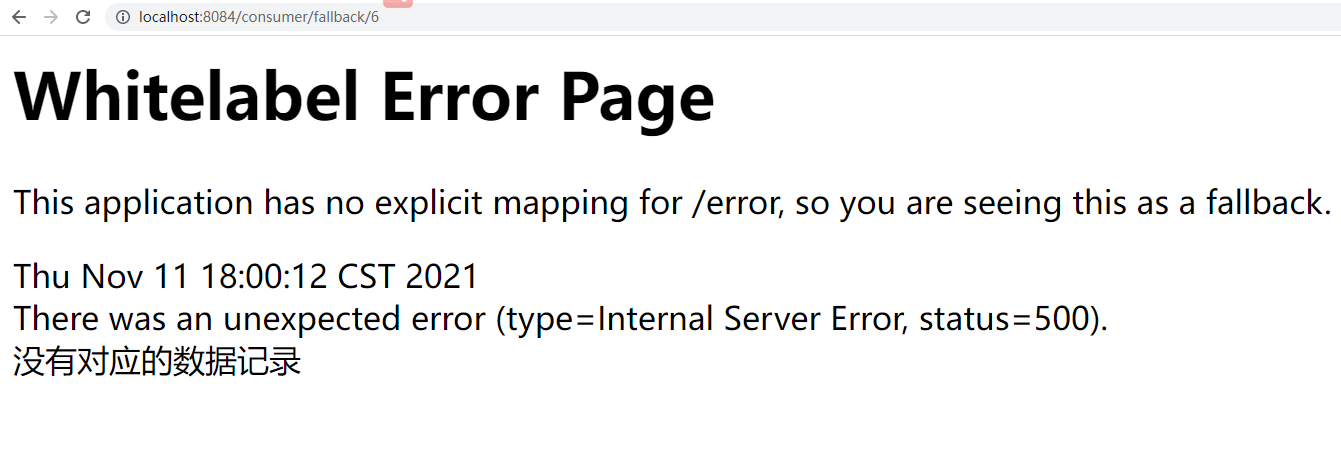 localhost:8084/consumer/fallback/6
Whitelabel Error Page
This application has no explicit mapping for /error, so you are seeing this as a fallback.
Thu Nov 11 18:00:12 CST 2021
There was an unexpected error (type=Internal Server Error, status=500).
没有对应的数据记录